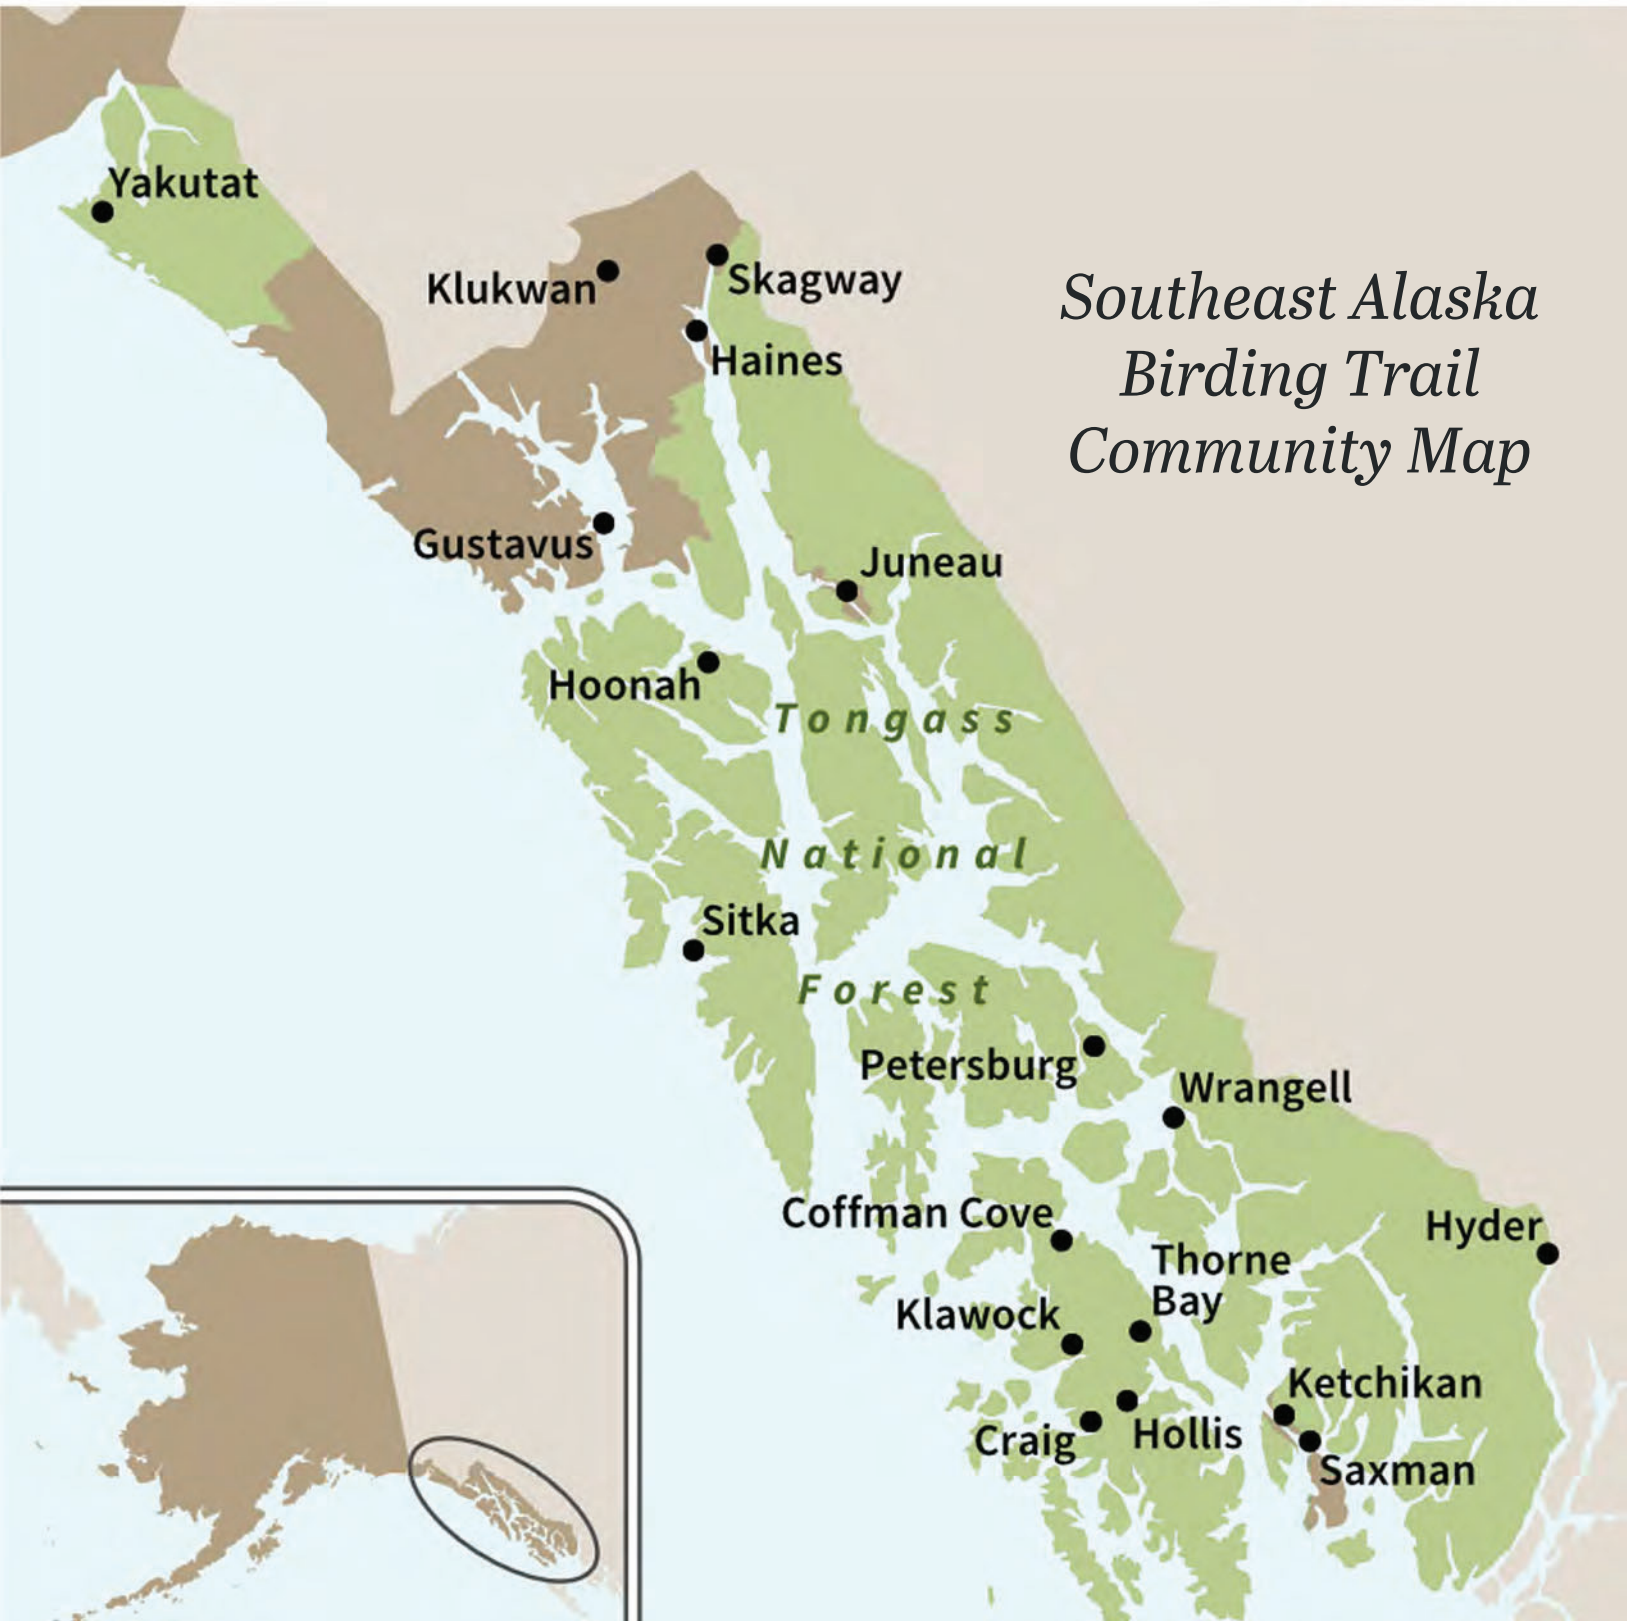 Yakutat
Klukwan
Skagway
Southeast Alaska
Birding Trail
Community Map
Haines
Gustavus
Juneau
Hoonah
Tongass
National
Sitka
Forest
Petersburg
Wrangell
Coffman Cove
Hyder
Thorne
Bay
Klawock
Ketchikan
Craig
Hollis
Saxman